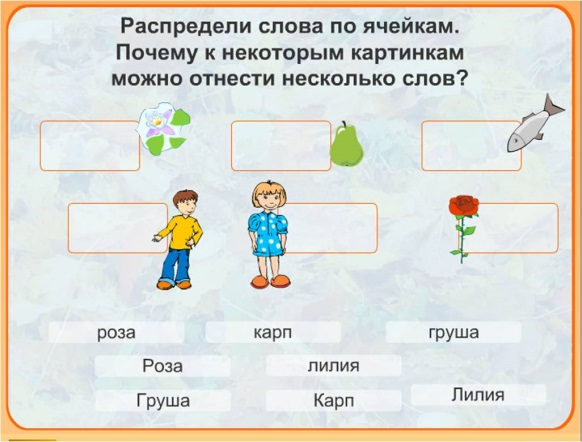 Распредели слова по ячейкам.
Почему к некоторым картинкам
можно отнести несколько слов?
роза
карп
груша
Роза
лилия
Груша
Карп
Лилия